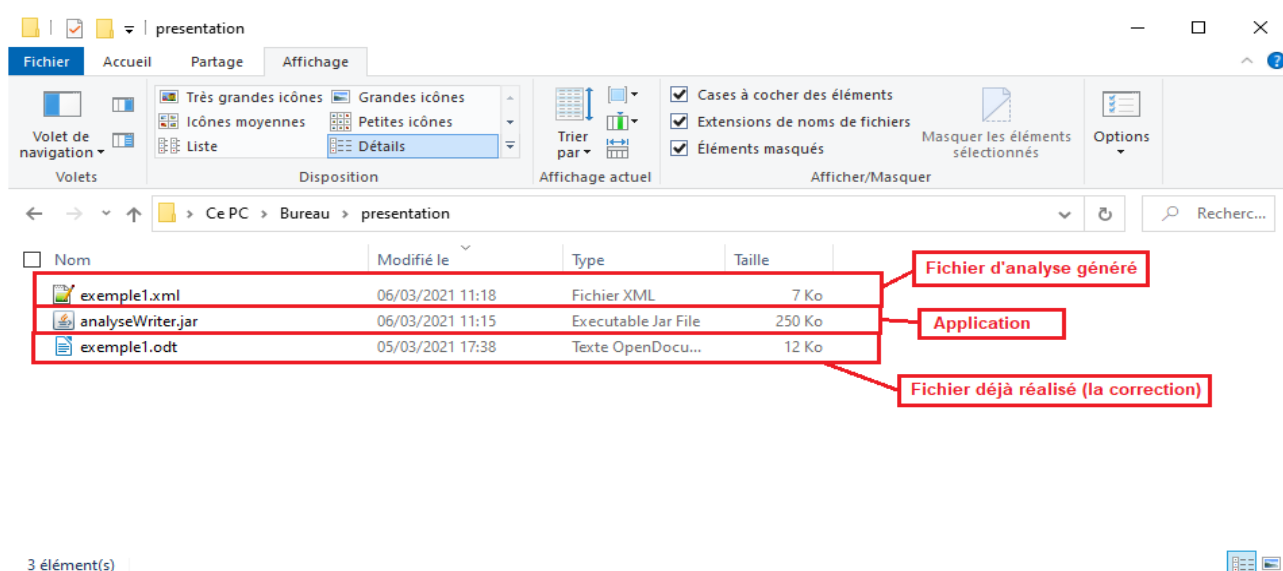 presentation
Fichier Accueil Partage Affichage
Très grandes icônes Grandes icônes
Icônes moyennes Petites icônes
Liste Détails
Volet de
navigation
Trier
par
Cases à cocher des éléments
Extensions de noms de fichiers
Éléments masqués
Masquer les éléments
sélectionnés
Options
Volets Disposition Affichage actuel Afficher/Masquer
Ce PC > Bureau > presentation Recherc...
Nom Modifié le Type Taille
Fichier d'analyse généré
exemple1.xml 06/03/2021 11:18 Fichier XML 7 Ko
analyseWriter.jar 06/03/2021 11:15 Executable Jar File 250 Ko
Application
exemple1.odt 05/03/2021 17:38 Texte OpenDocu... 12 Ko
Fichier déjà réalisé (la correction)
3 élément(s)